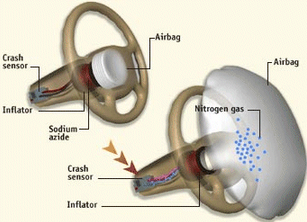 Airbag
Crash
sensor
Inflator
Sodium
azide
Airbag
Nitrogen gas
Crash
sensor
Inflator